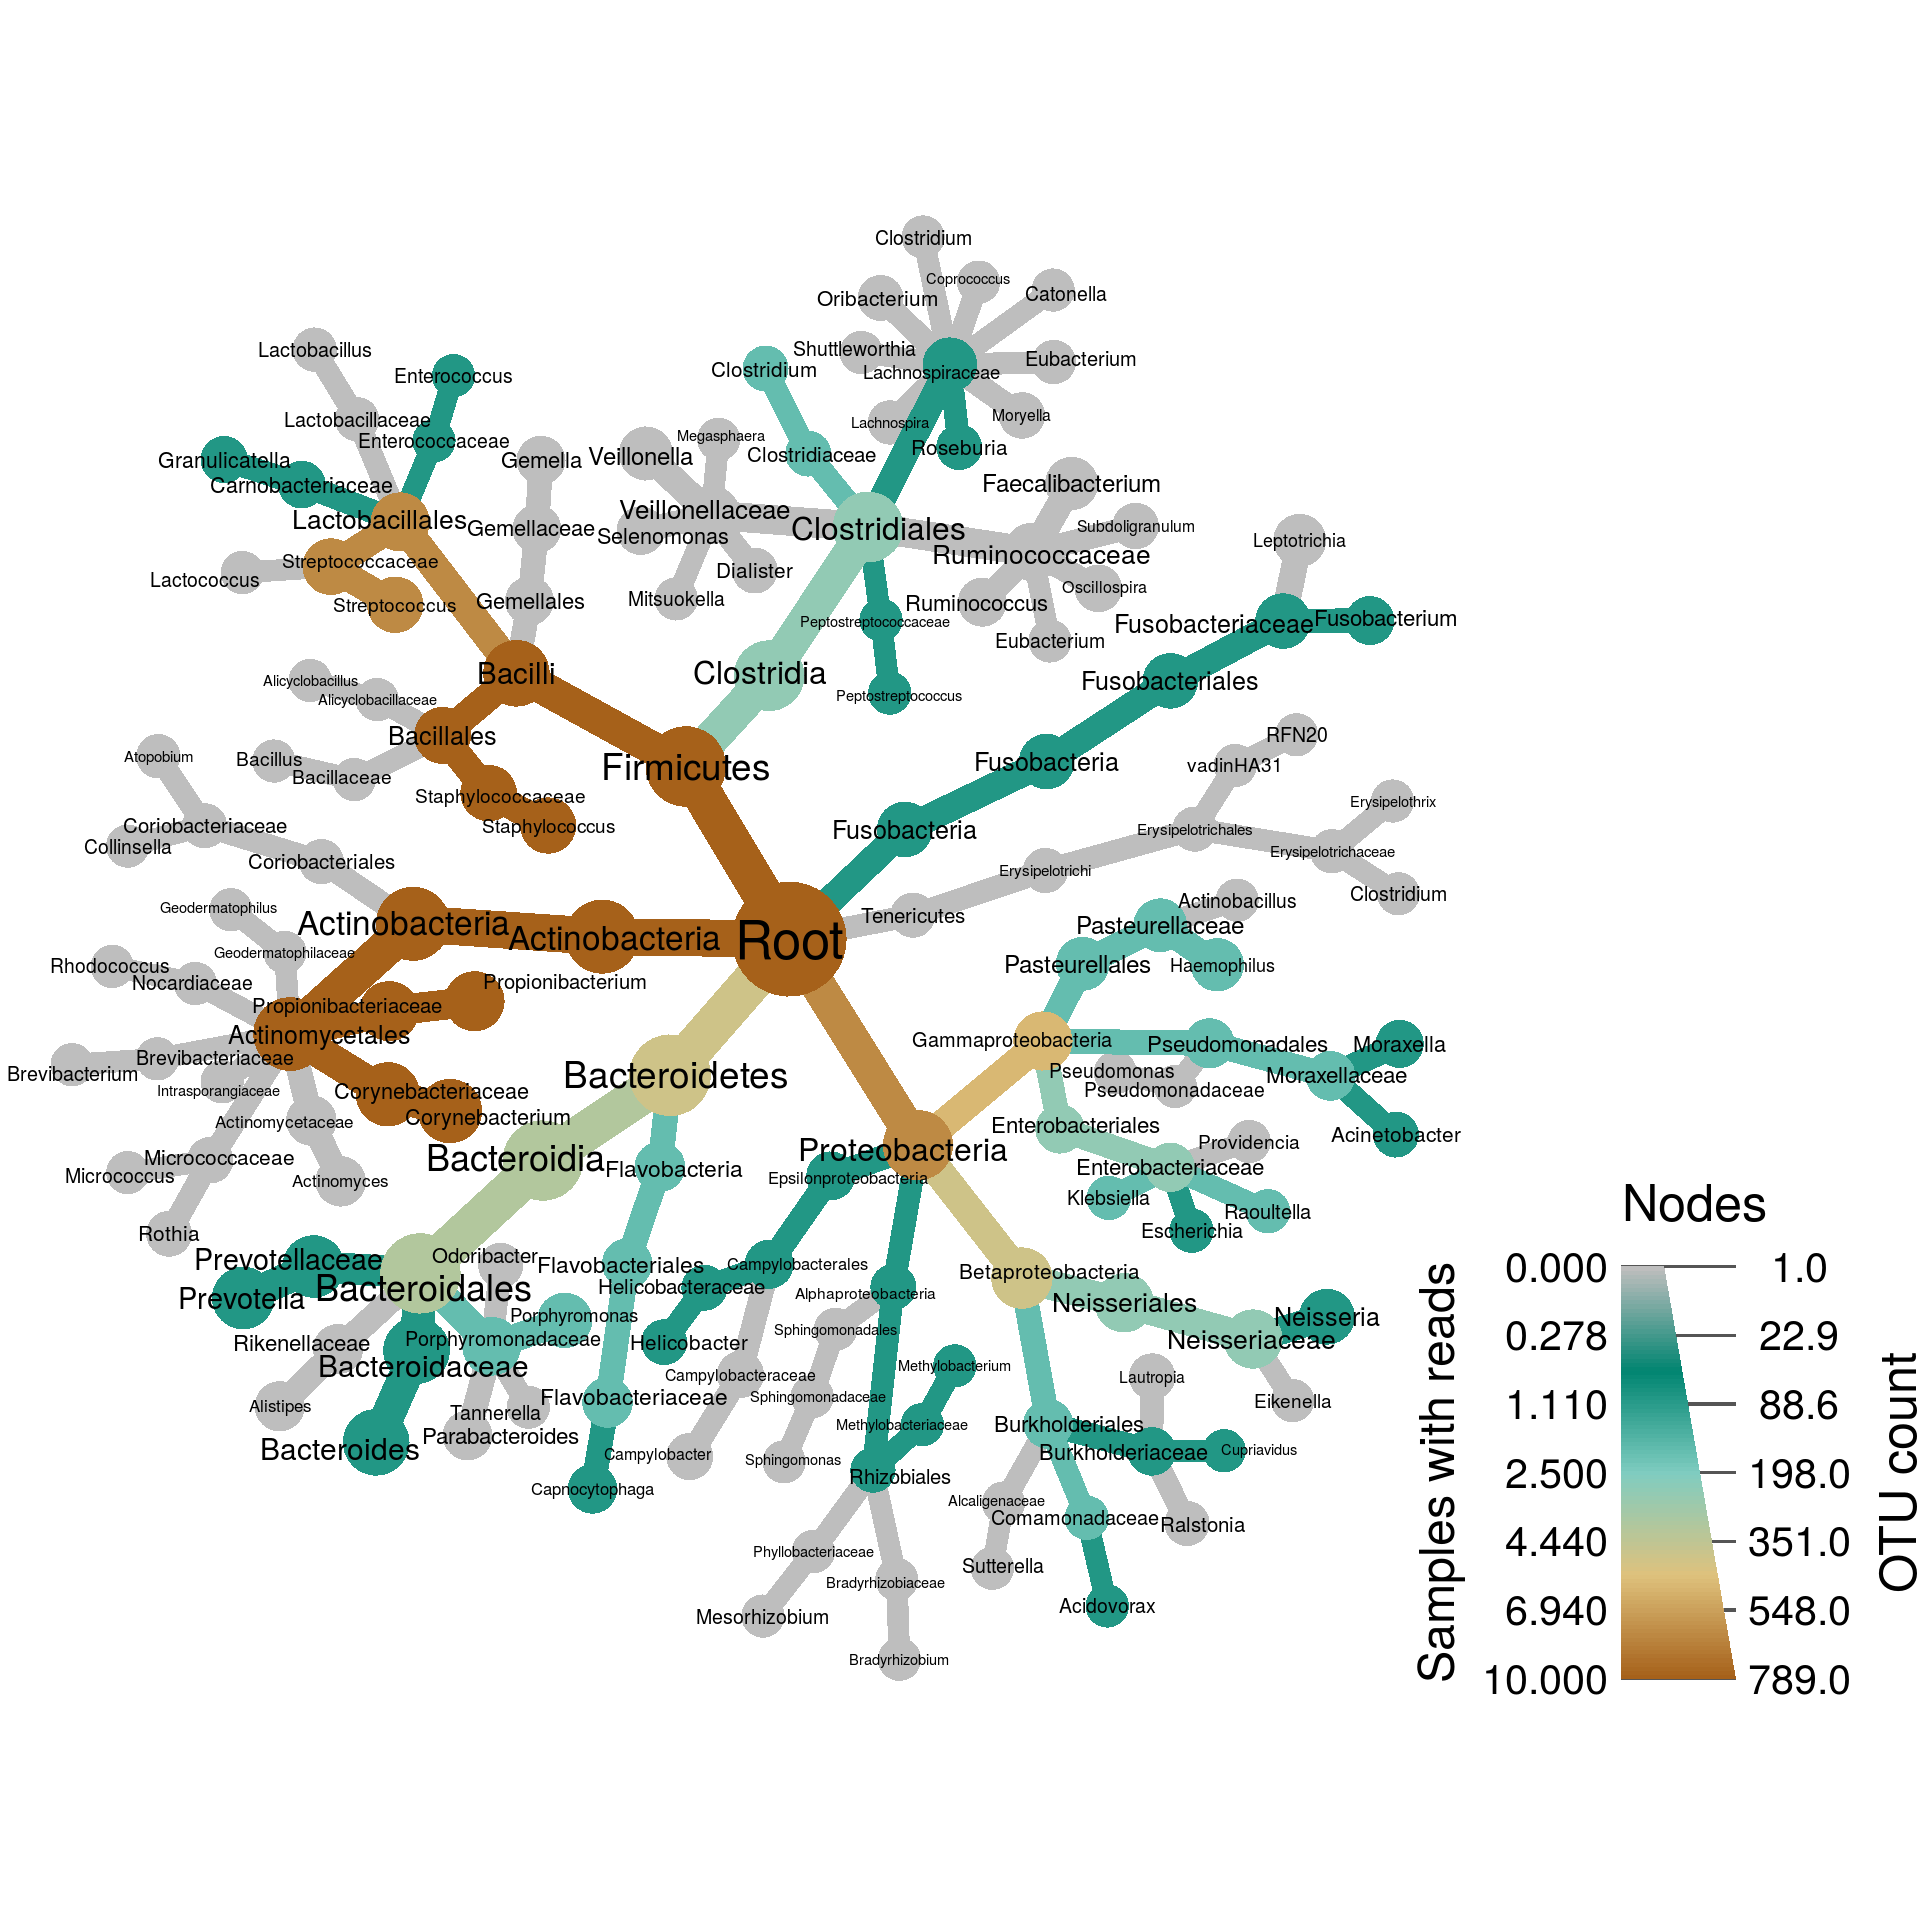 Clostridium
Coprococcus
Oribacterium
Catonella
Lactobacillus
Shuttleworthia
Eubacterium
Enterococcus
Clostridium
Lachnospiraceae
Lactobacillaceae
Moryella
Lachnospira
Enterococcaceae
Megasphaera
Roseburia
Granulicatella
Gemella
Veillonella
Clostridiaceae
Carnobacteriaceae
Faecalibacterium
Lactobacillales
Veillonellaceae
Gemellaceae
Clostridiales
Subdoligranulum
Selenomonas
Leptotrichia
Streptococcaceae
Ruminococcaceae
Lactococcus
Dialister
Oscillospira
Streptococcus
Gemellales
Mitsuokella
Ruminococcus
Peptostreptococcaceae
Fusobacteriaceae
Fusobacterium
Eubacterium
Bacilli
Clostridia
Alicyclobacillus
Fusobacteriales
Alicyclobacillaceae
Peptostreptococcus
Bacillales
RFN20
Atopobium
Bacillus
Firmicutes
Fusobacteria
vadinHA31
Bacillaceae
Staphylococcaceae
Erysipelothrix
Coriobacteriaceae
Staphylococcus
Fusobacteria
Erysipelotrichales
Collinsella
Coriobacteriales
Erysipelotrichaceae
Erysipelotrichi
Clostridium
Geodermatophilus
Actinobacillus
Actinobacteria
Tenericutes
Pasteurellaceae
Actinobacteria
Root
Geodermatophilaceae
Rhodococcus
Pasteurellales
Haemophilus
Nocardiaceae
Propionibacterium
Propionibacteriaceae
Actinomycetales
Gammaproteobacteria
Pseudomonadales
Moraxella
Brevibacteriaceae
Brevibacterium
Bacteroidetes
Pseudomonas
Moraxellaceae
Intrasporangiaceae
Corynebacteriaceae
Pseudomonadaceae
Actinomycetaceae
Corynebacterium
Enterobacteriales
Providencia
Acinetobacter
Micrococcaceae
Bacteroidia
Flavobacteria
Proteobacteria
Enterobacteriaceae
Micrococcus
Actinomyces
Epsilonproteobacteria
Klebsiella
Raoultella
Rothia
Escherichia
Nodes
Prevotellaceae
Odoribacter
Flavobacteriales
Campylobacterales
Betaproteobacteria
0.000
1.0
Bacteroidales
Helicobacteraceae
Alphaproteobacteria
Prevotella
Neisseriales
Porphyromonas
Neisseria
Sphingomonadales
Rikenellaceae
Porphyromonadaceae
Helicobacter
Neisseriaceae
0.278
22.9
Bacteroidaceae
Campylobacteraceae
Methylobacterium
Lautropia
Alistipes
Flavobacteriaceae
Sphingomonadaceae
Eikenella
1.110
88.6
Tannerella
Methylobacteriaceae
Burkholderiales
Parabacteroides
Bacteroides
Campylobacter
Sphingomonas
Burkholderiaceae
Cupriavidus
Samples with reads
OTU count
Capnocytophaga
Rhizobiales
2.500
198.0
Alcaligenaceae
Comamonadaceae
Ralstonia
Phyllobacteriaceae
4.440
351.0
Sutterella
Bradyrhizobiaceae
Mesorhizobium
Acidovorax
6.940
548.0
Bradyrhizobium
10.000
789.0